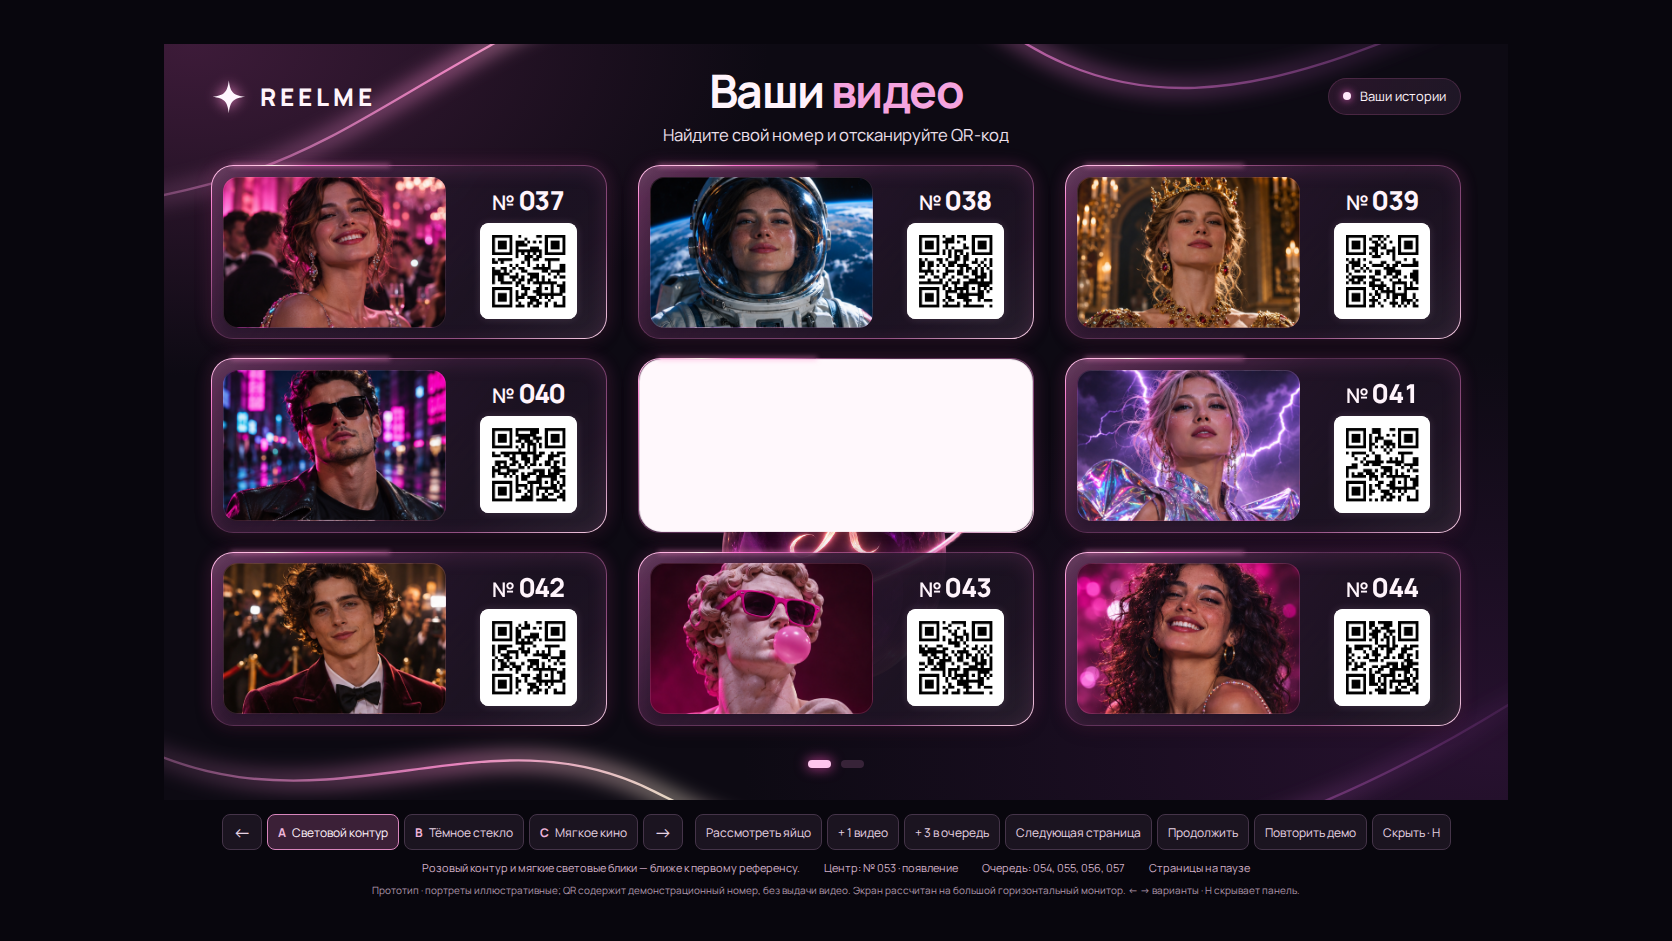 REELME
Ваши видео
Ваши истории
Найдите свой номер и отсканируйте QR-код
№ 037
№ 038
№ 039
№ 040
№ 041
№ 042
№ 043
№ 044
← A Световой контур B Тёмное стекло C Мягкое кино → Рассмотреть яйцо + 1 видео + 3 в очередь Следующая страница Продолжить Повторить демо Скрыть · H
Розовый контур и мягкие световые блики — ближе к первому референсу. Центр: № 053 · появление Очередь: 054, 055, 056, 057 Страницы на паузе
Прототип · портреты иллюстративные; QR содержит демонстрационный номер, без выдачи видео. Экран рассчитан на большой горизонтальный монитор. ← → варианты · H скрывает панель.